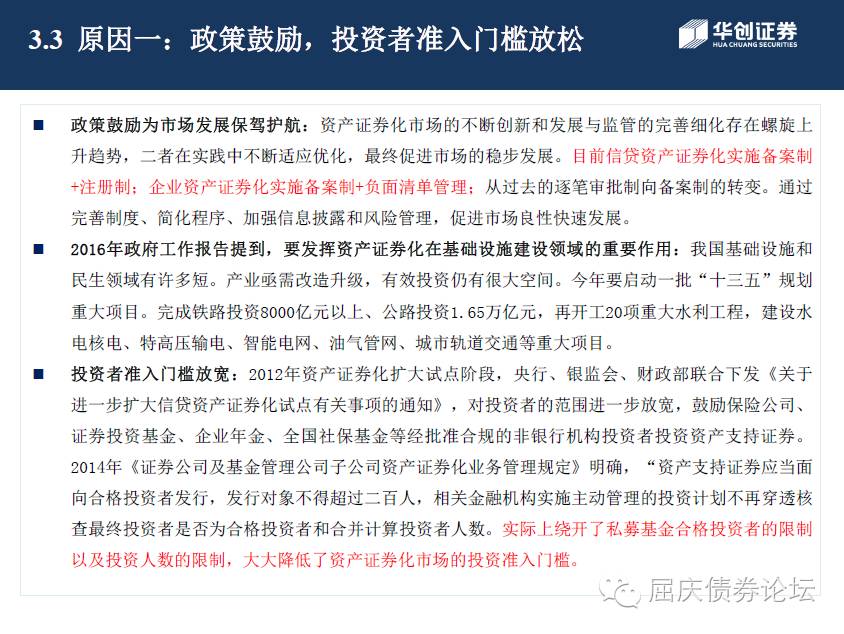 3.3 原因一：政策鼓励，投资者准入门槛放松
华创证券
HUA CHUANG SECURITIES
■ 政策鼓励为市场发展保驾护航：资产证券化市场的不断创新和发展与监管的完善细化存在螺旋上
升趋势，二者在实践中不断适应优化，最终促进市场的稳步发展。目前信贷资产证券化实施备案制
+注册制；企业资产证券化实施备案制+负面清单管理；从过去的逐笔审批制向备案制的转变。通过
完善制度、简化程序、加强信息披露和风险管理，促进市场良性快速发展。
■ 2016年政府工作报告提到，要发挥资产证券化在基础设施建设领域的重要作用：我国基础设施和
民生领域有许多短。产业亟需改造升级，有效投资仍有很大空间。今年要启动一批“十三五”规划
重大项目。完成铁路投资8000亿元以上、公路投资1.65万亿元，再开工20项重大水利工程，建设水
电核电、特高压输电、智能电网、油气管网、城市轨道交通等重大项目。
■ 投资者准入门槛放宽：2012年资产证券化扩大试点阶段，央行、银监会、财政部联合下发《关于
进一步扩大信贷资产证券化试点有关事项的通知》，对投资者的范围进一步放宽，鼓励保险公司、
证券投资基金、企业年金、全国社保基金等经批准合规的非银行机构投资者投资资产支持证券。
2014年《证券公司及基金管理公司子公司资产证券化业务管理规定》明确，“资产支持证券应当面
向合格投资者发行，发行对象不得超过二百人，相关金融机构实施主动管理的投资计划不再穿透核
查最终投资者是否为合格投资者和合并计算投资者人数。实际上绕开了私募基金合格投资者的限制
以及投资人数的限制，大大降低了资产证券化市场的投资准入门槛。
屈庆债券论坛